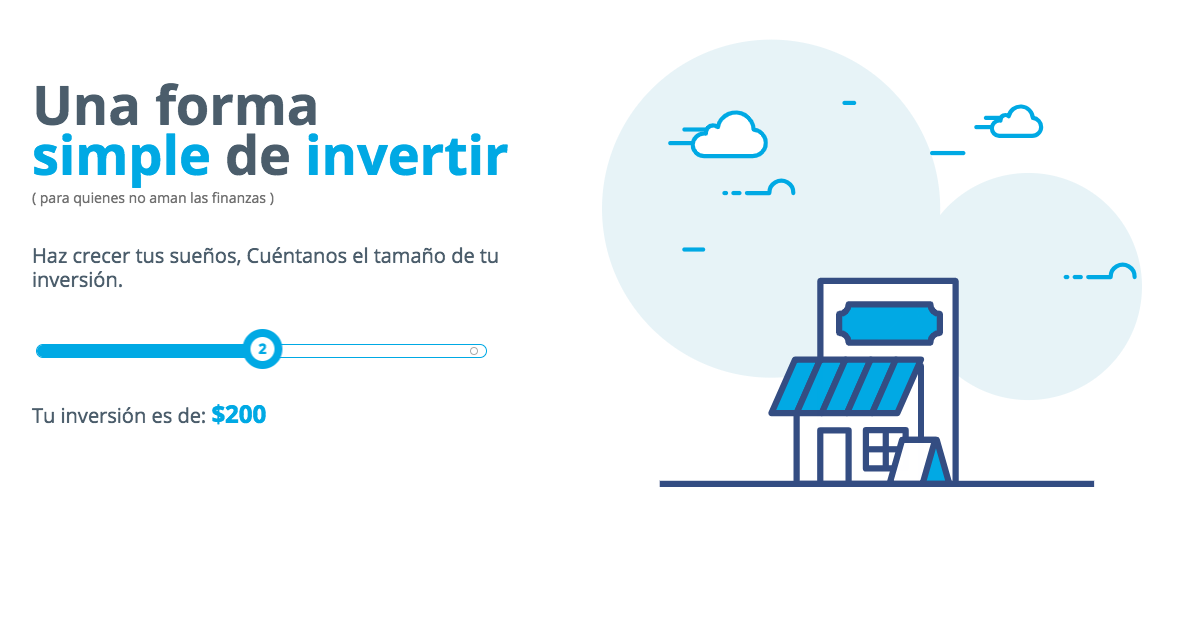 Una forma
simple de invertir
( para quienes no aman las finanzas )
Haz crecer tus sueños, Cuéntanos el tamaño de tu
inversión.
2
Tu inversión es de: $200